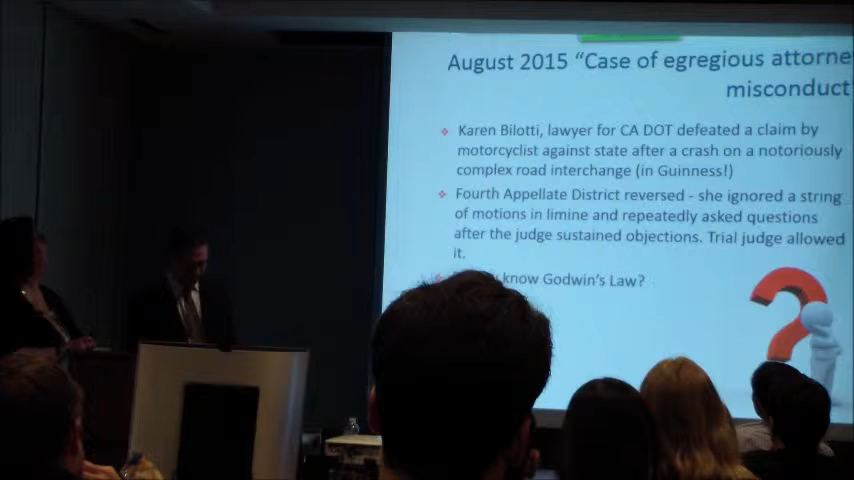 August 2015 “Case of egregious attorne
misconduct
Karen Bilotti, lawyer for CA DOT defeated a claim by
motorcyclist against state after a crash on a notoriously
complex road interchange (in Guinness!)
Fourth Appellate District reversed - she ignored a string
of motions in limine and repeatedly asked questions
after the judge sustained objections. Trial judge allowed
it.
know Godwin’s Law?